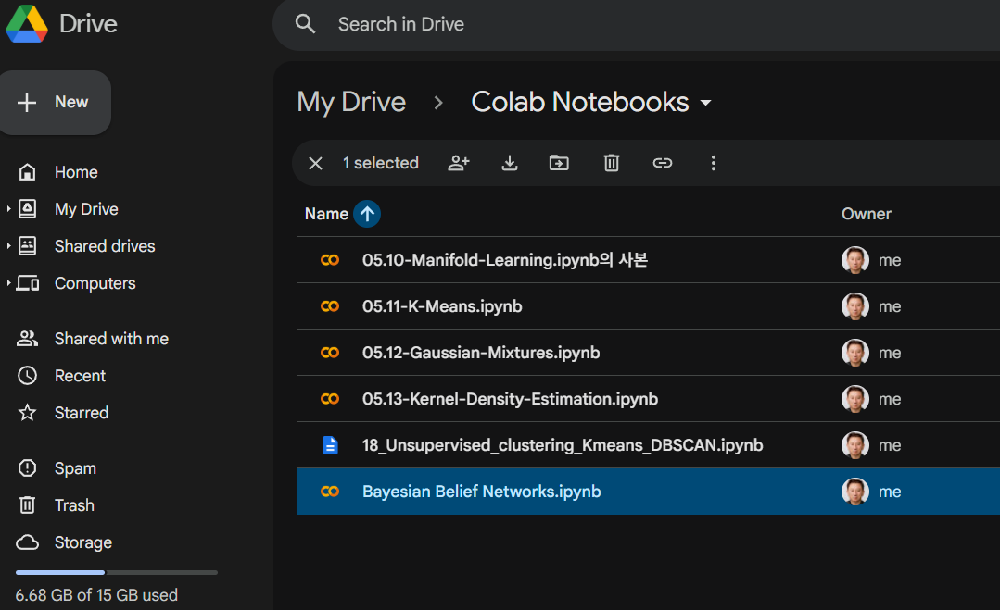 Drive
Search in Drive
New
My Drive
Colab Notebooks
1 selected
Home
My Drive
Shared drives
Computers
Shared with me
Recent
Starred
Spam
Trash
Storage
6.68 GB of 15 GB used
Name
Owner
05.10-Manifold-Learning.ipynb의 사본
me
05.11-K-Means.ipynb
me
05.12-Gaussian-Mixtures.ipynb
me
05.13-Kernel-Density-Estimation.ipynb
me
18_Unsupervised_clustering_Kmeans_DBSCAN.ipynb
me
Bayesian Belief Networks.ipynb
me